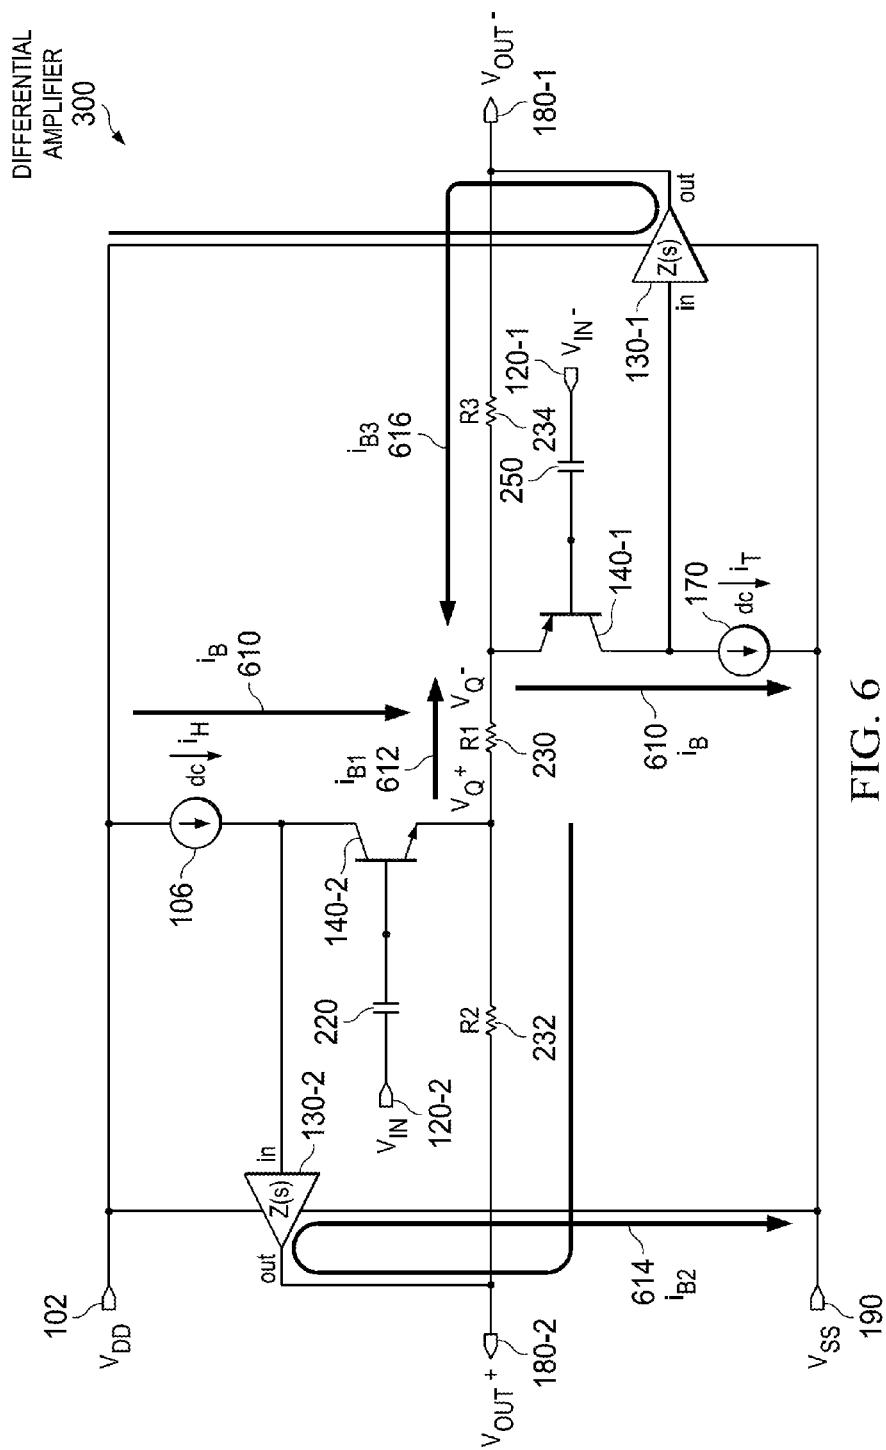 DIFFERENTIAL
AMPLIFIER
300
102
V_DD
V_OUT+
180-2
V_SS
190
130-2
Z(s)
in
out
V_IN
120-2
220
140-2
106
dc i_H
i_B
610
614
i_B2
R2
232
V_Q+
R1
230
V_Q-
i_B1
612
i_B3
616
610
i_B
140-1
170
dc i_T
250
R3
234
120-1
V_IN-
130-1
Z(s)
in
out
V_OUT-
180-1
FIG. 6